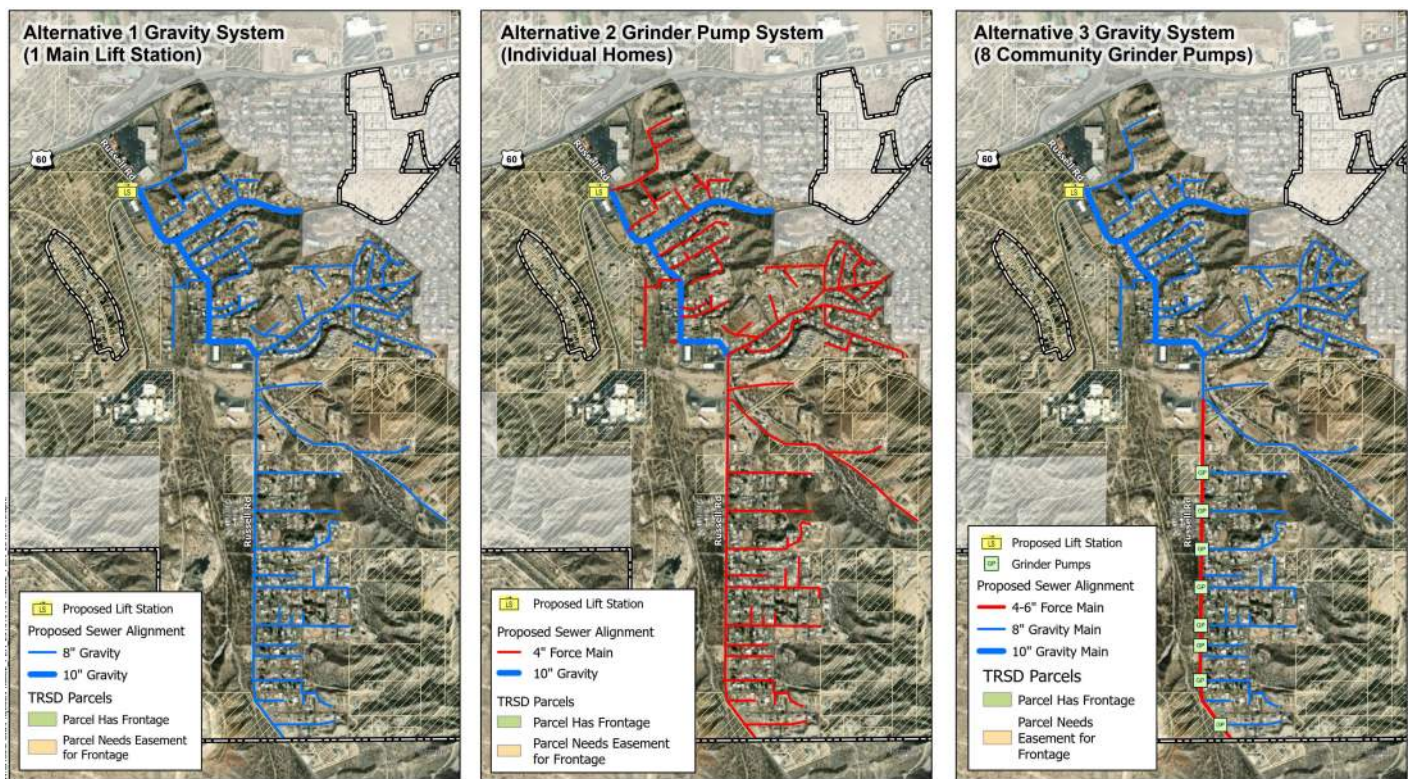 Alternative 1 Gravity System
(1 Main Lift Station)
60
Russell Rd
LS
Russell Rd
LS Proposed Lift Station
Proposed Sewer Alignment
8" Gravity
10" Gravity
TRSD Parcels
Parcel Has Frontage
Parcel Needs Easement
for Frontage
Alternative 2 Grinder Pump System
(Individual Homes)
60
Russell Rd
LS
Russell Rd
LS Proposed Lift Station
Proposed Sewer Alignment
4" Force Main
10" Gravity
TRSD Parcels
Parcel Has Frontage
Parcel Needs Easement
for Frontage
Alternative 3 Gravity System
(8 Community Grinder Pumps)
60
Russell Rd
LS
GP
GP
Russell Rd
GP
GP
GP
GP
GP
GP
LS Proposed Lift Station
GP Grinder Pumps
Proposed Sewer Alignment
4-6" Force Main
8" Gravity Main
10" Gravity Main
TRSD Parcels
Parcel Has Frontage
Parcel Needs
Easement for
Frontage